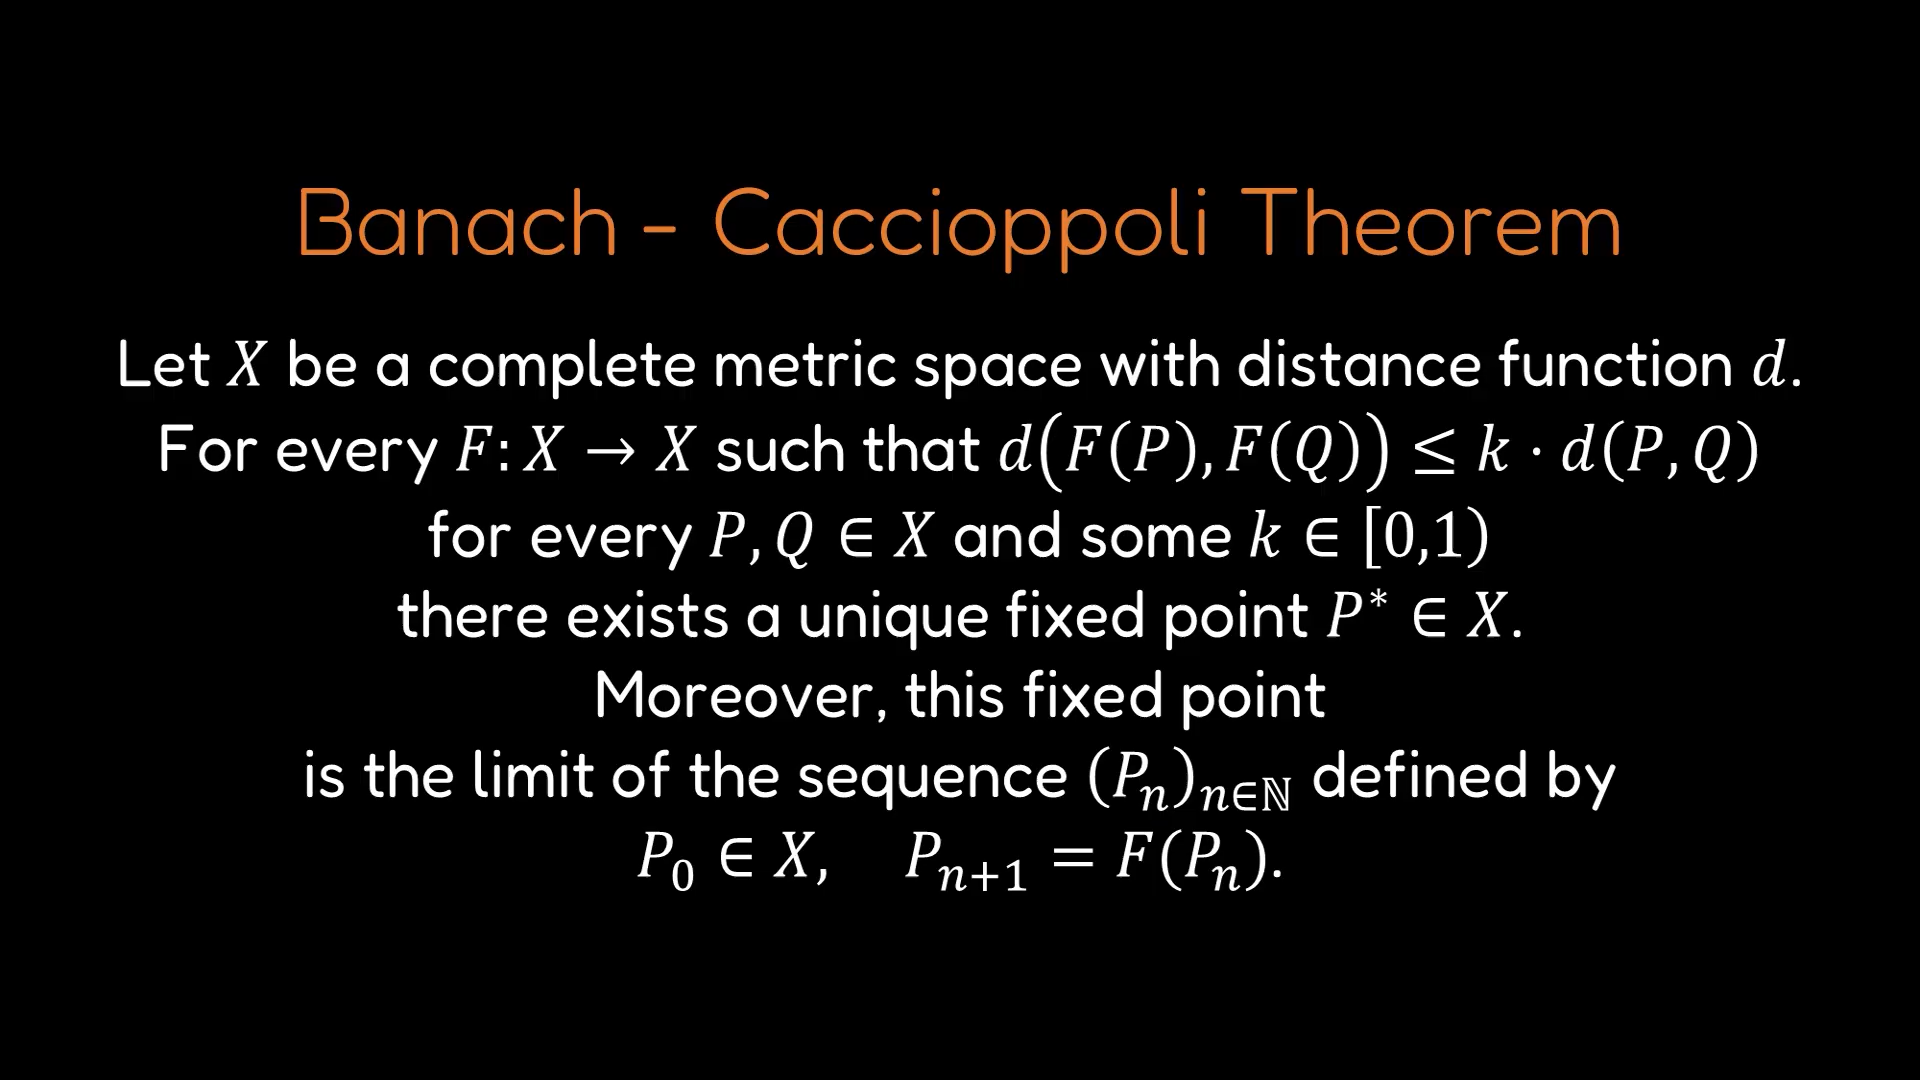 Banach - Caccioppoli Theorem
Let X be a complete metric space with distance function d.
For every F: X → X such that d(F(P), F(Q)) ≤ k · d(P, Q)
for every P, Q ∈ X and some k ∈ [0,1)
there exists a unique fixed point P* ∈ X.
Moreover, this fixed point
is the limit of the sequence (Pₙ)ₙ∈ℕ defined by
P₀ ∈ X, Pₙ₊₁ = F(Pₙ).